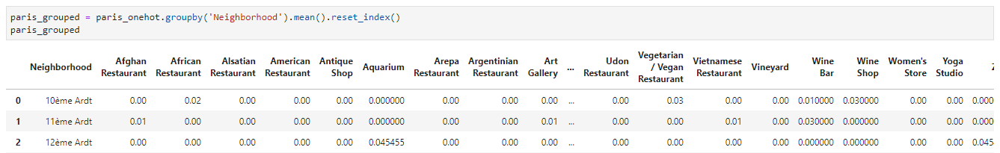 paris_grouped = paris_onehot.groupby('Neighborhood').mean().reset_index()
paris_grouped
Neighborhood Afghan Restaurant African Restaurant Alsatian Restaurant American Restaurant Antique Shop Aquarium Arepa Restaurant Argentinian Restaurant Art Gallery ... Udon Restaurant Vegetarian / Vegan Restaurant Vietnamese Restaurant Vineyard Wine Bar Wine Shop Women's Store Yoga Studio
0 10ème Ardt 0.00 0.02 0.00 0.00 0.00 0.000000 0.00 0.00 0.00 ... 0.00 0.03 0.00 0.00 0.010000 0.030000 0.00 0.00 0.000
1 11ème Ardt 0.01 0.00 0.00 0.00 0.00 0.000000 0.00 0.00 0.01 ... 0.00 0.00 0.01 0.00 0.030000 0.000000 0.00 0.00 0.000
2 12ème Ardt 0.00 0.00 0.00 0.00 0.00 0.045455 0.00 0.00 0.00 ... 0.00 0.00 0.00 0.00 0.000000 0.000000 0.00 0.00 0.045